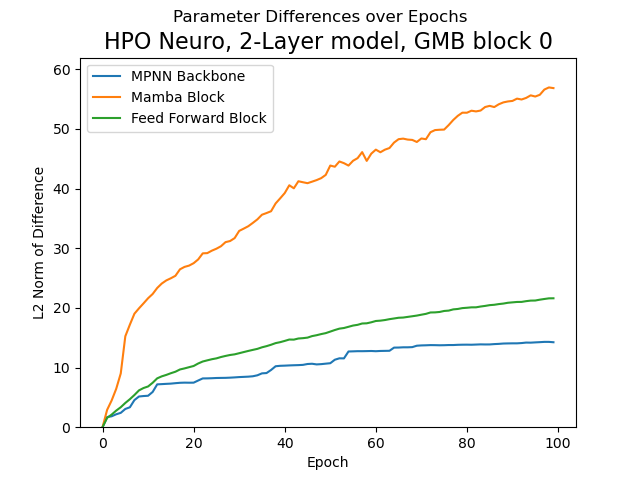 Parameter Differences over Epochs
HPO Neuro, 2-Layer model, GMB block 0
MPNN Backbone
Mamba Block
Feed Forward Block
L2 Norm of Difference
60
50
40
30
20
10
0
0 20 40 60 80 100
Epoch